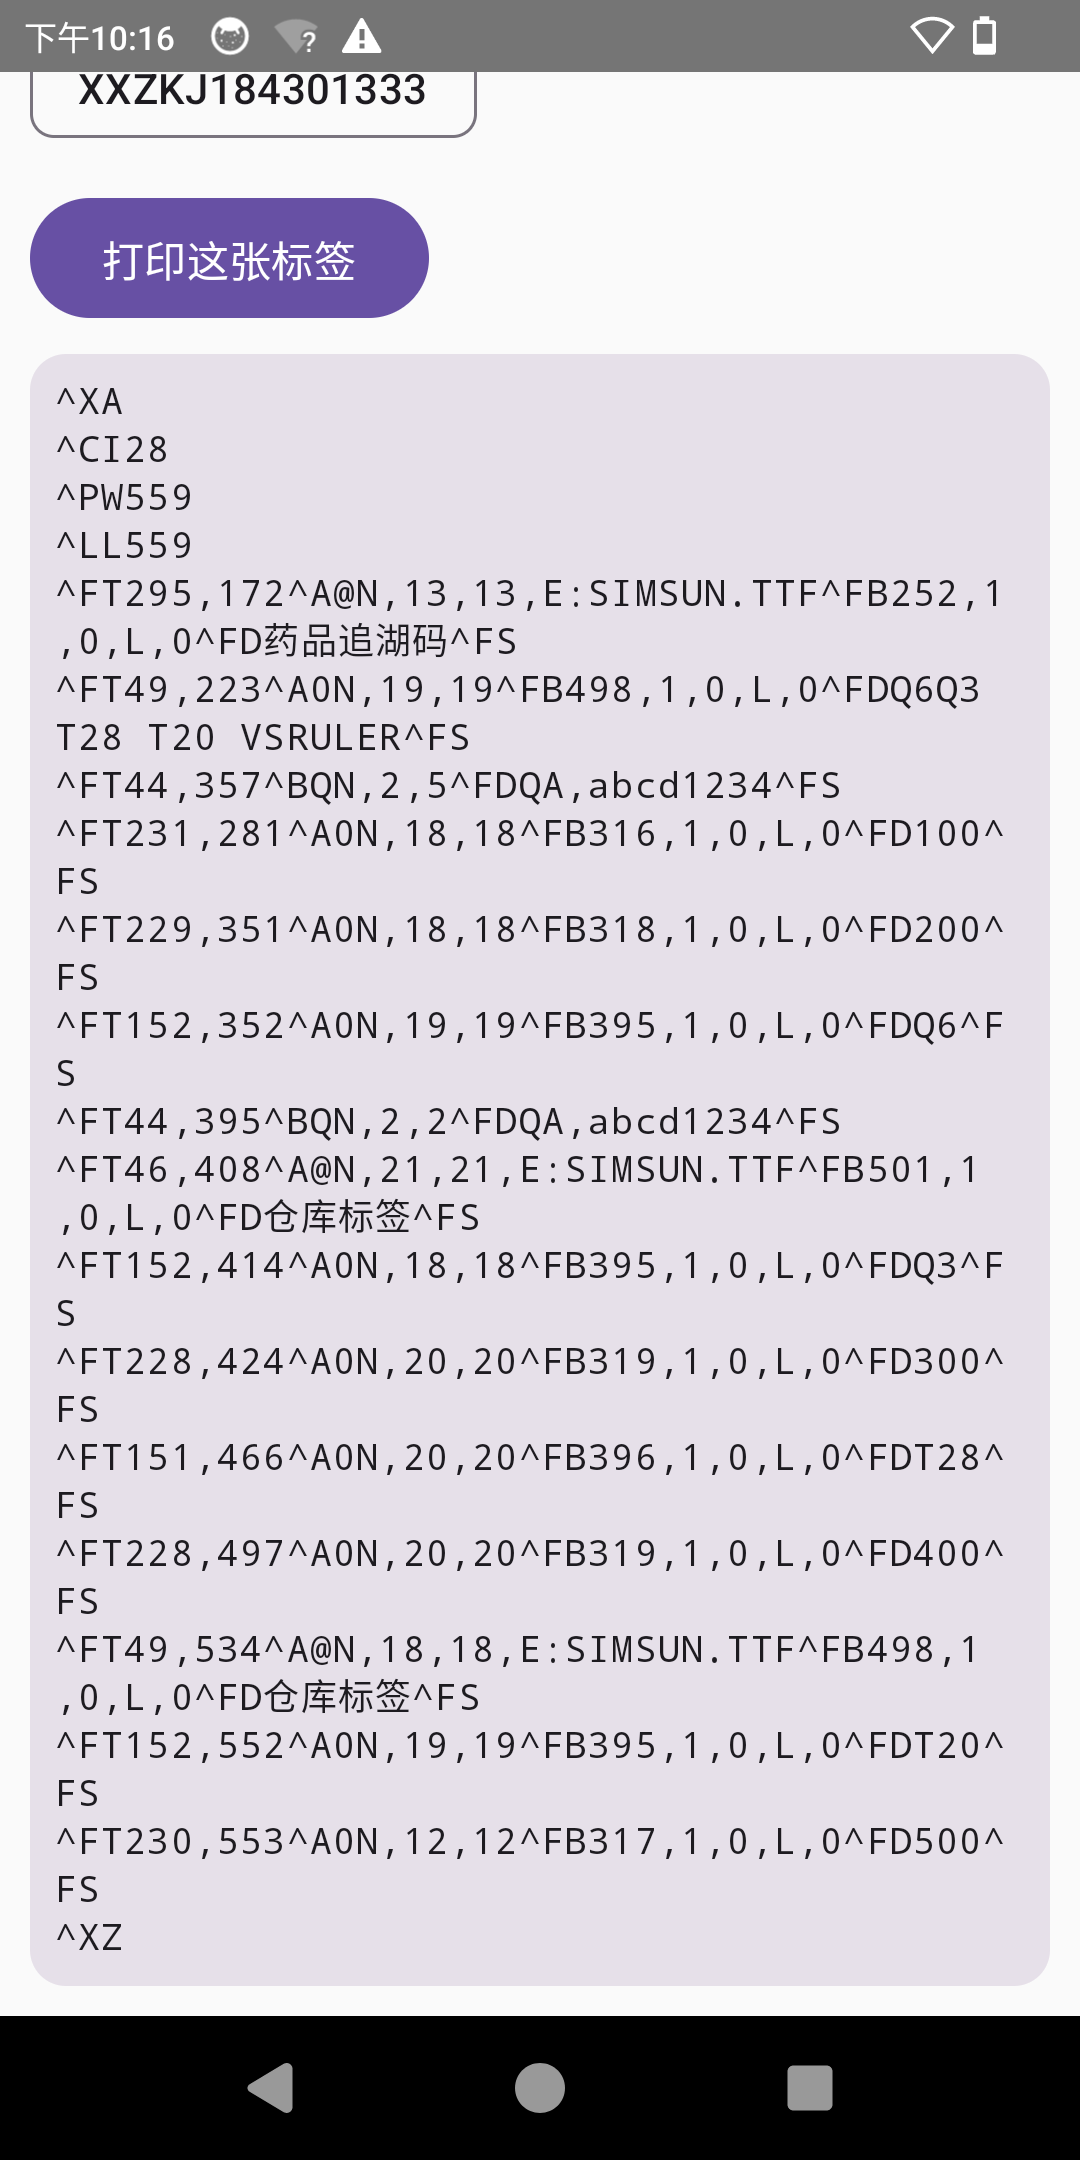 下午10:16
XXZKJ184301333
打印这张标签
^XA
^CI28
^PW559
^LL559
^FT295,172^A@N,13,13,E:SIMSUN.TTF^FB252,1
,0,L,0^FD药品追湖码^FS
^FT49,223^A0N,19,19^FB498,1,0,L,0^FDQ6Q3
T28 T20 VSRULER^FS
^FT44,357^BQN,2,5^FDQA,abcd1234^FS
^FT231,281^A0N,18,18^FB316,1,0,L,0^FD100^
FS
^FT229,351^A0N,18,18^FB318,1,0,L,0^FD200^
FS
^FT152,352^A0N,19,19^FB395,1,0,L,0^FDQ6^F
S
^FT44,395^BQN,2,2^FDQA,abcd1234^FS
^FT46,408^A@N,21,21,E:SIMSUN.TTF^FB501,1
,0,L,0^FD仓库标签^FS
^FT152,414^A0N,18,18^FB395,1,0,L,0^FDQ3^F
S
^FT228,424^A0N,20,20^FB319,1,0,L,0^FD300^
FS
^FT151,466^A0N,20,20^FB396,1,0,L,0^FDT28^
FS
^FT228,497^A0N,20,20^FB319,1,0,L,0^FD400^
FS
^FT49,534^A@N,18,18,E:SIMSUN.TTF^FB498,1
,0,L,0^FD仓库标签^FS
^FT152,552^A0N,19,19^FB395,1,0,L,0^FDT20^
FS
^FT230,553^A0N,12,12^FB317,1,0,L,0^FD500^
FS
^XZ